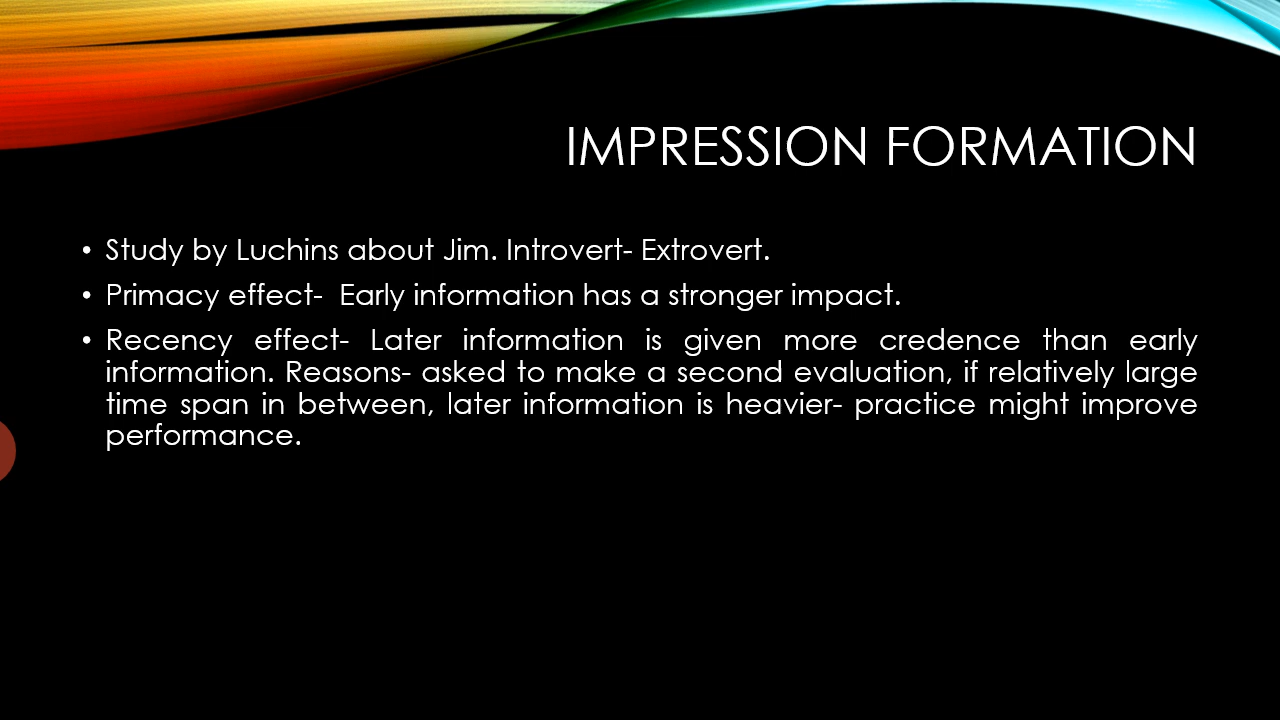 IMPRESSION FORMATION
• Study by Luchins about Jim. Introvert- Extrovert.
• Primacy effect-  Early information has a stronger impact.
• Recency effect- Later information is given more credence than early
information. Reasons- asked to make a second evaluation, if relatively large
time span in between, later information is heavier- practice might improve
performance.